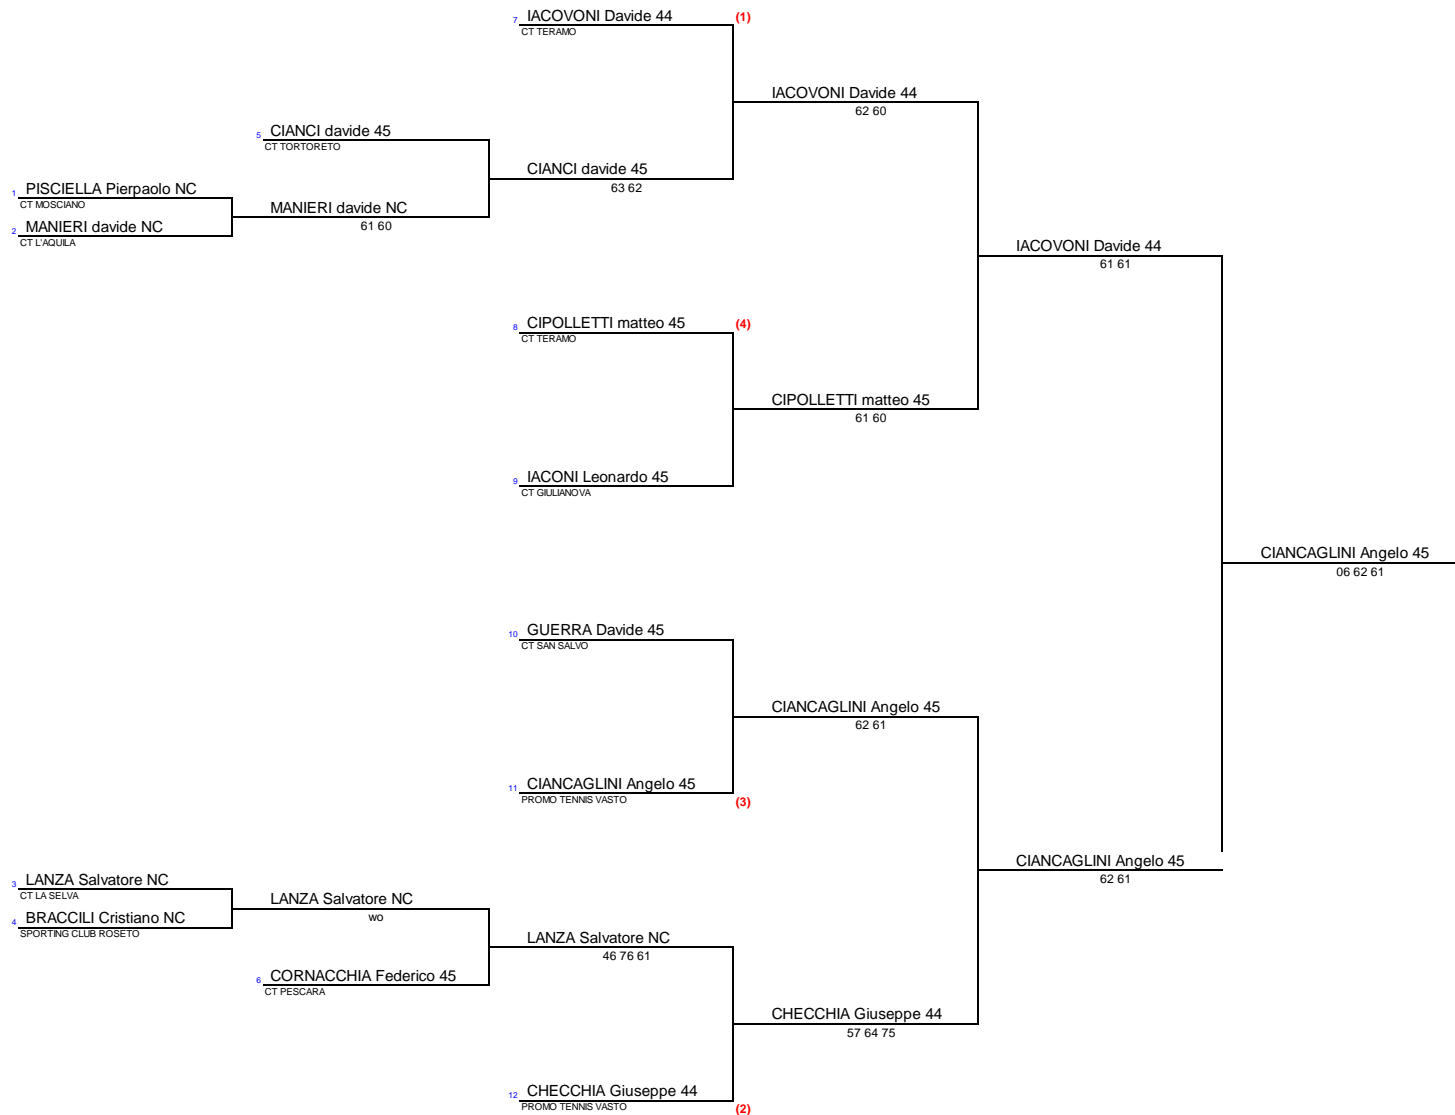 7 IACOVONI Davide 44 (1)
CT TERAMO
IACOVONI Davide 44
62 60
5 CIANCI davide 45
CT TORTORETO
CIANCI davide 45
63 62
1 PISCIELLA Pierpaolo NC
CT MOSCIANO
MANIERI davide NC
61 60
2 MANIERI davide NC
CT L'AQUILA
IACOVONI Davide 44
61 61
8 CIPOLLETTI matteo 45 (4)
CT TERAMO
CIPOLLETTI matteo 45
61 60
9 IACONI Leonardo 45
CT GIULIANOVA
CIANCAGLINI Angelo 45
06 62 61
10 GUERRA Davide 45
CT SAN SALVO
CIANCAGLINI Angelo 45
62 61
11 CIANCAGLINI Angelo 45
PROMO TENNIS VASTO (3)
CIANCAGLINI Angelo 45
62 61
3 LANZA Salvatore NC
CT LA SELVA
LANZA Salvatore NC
wo
4 BRACCILI Cristiano NC
SPORTING CLUB ROSETO
LANZA Salvatore NC
46 76 61
6 CORNACCHIA Federico 45
CT PESCARA
CHECCHIA Giuseppe 44
57 64 75
12 CHECCHIA Giuseppe 44
PROMO TENNIS VASTO (2)